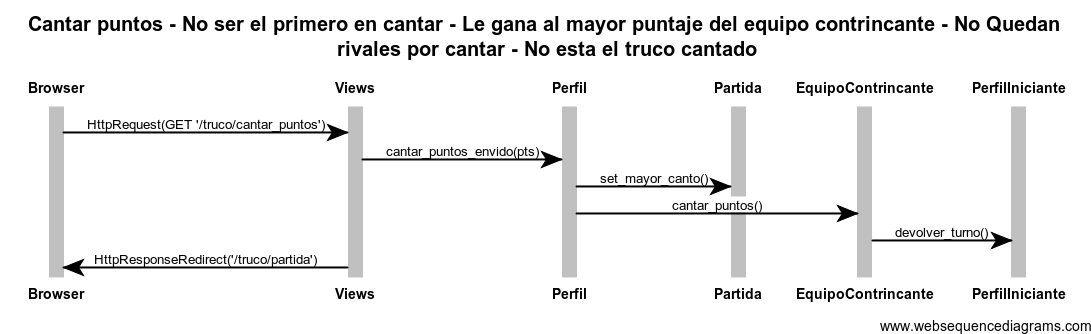 Cantar puntos - No ser el primero en cantar - Le gana al mayor puntaje del equipo contrincante - No Quedan
rivales por cantar - No esta el truco cantado
Browser Views Perfil Partida EquipoContrincante PerfilIniciante
HttpRequest(GET '/truco/cantar_puntos')
cantar_puntos_envido(pts)
set_mayor_canto()
cantar_puntos()
devolver_turno()
HttpResponseRedirect('/truco/partida')
Browser Views Perfil Partida EquipoContrincante PerfilIniciante
www.websequencediagrams.com